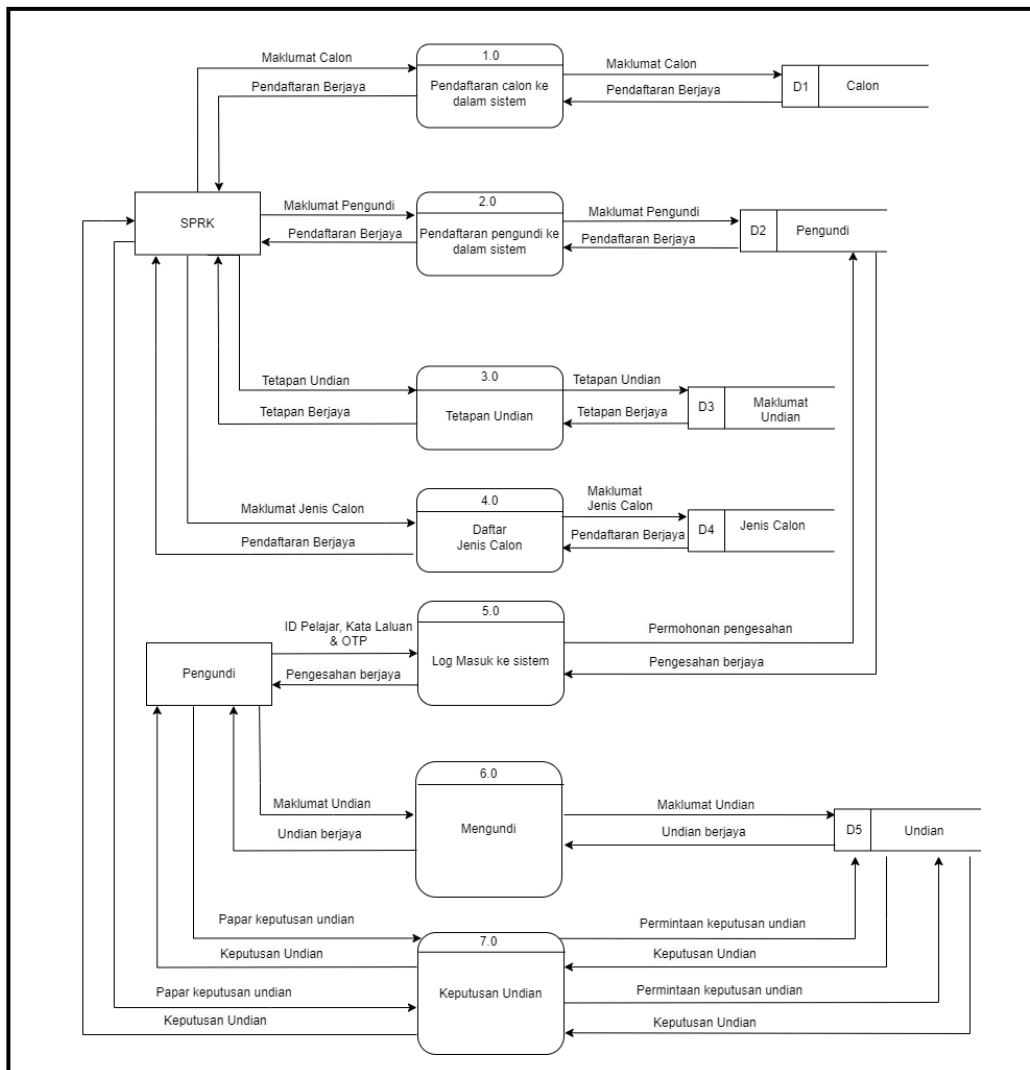 1.0
Maklumat Calon
Maklumat Calon
Pendaftaran calon ke
dalam sistem
Pendaftaran Berjaya
Pendaftaran Berjaya
D1
Calon
SPRK
Maklumat Pengundi
2.0
Maklumat Pengundi
Pendaftaran Berjaya
Pendaftaran pengundi ke
dalam sistem
Pendaftaran Berjaya
D2
Pengundi
Tetapan Undian
3.0
Tetapan Undian
Tetapan Berjaya
Tetapan Undian
Tetapan Berjaya
D3
Maklumat
Undian
Maklumat Jenis Calon
4.0
Maklumat
Jenis Calon
Pendaftaran Berjaya
Daftar
Jenis Calon
Pendaftaran Berjaya
D4
Jenis Calon
5.0
ID Pelajar, Kata Laluan
& OTP
Permohonan pengesahan
Pengundi
Pengesahan berjaya
Log Masuk ke sistem
Pengesahan berjaya
6.0
Maklumat Undian
Maklumat Undian
Undian berjaya
Mengundi
Undian berjaya
D5
Undian
Papar keputusan undian
7.0
Permintaan keputusan undian
Keputusan Undian
Keputusan Undian
Papar keputusan undian
Keputusan Undian
Permintaan keputusan undian
Keputusan Undian
Keputusan Undian